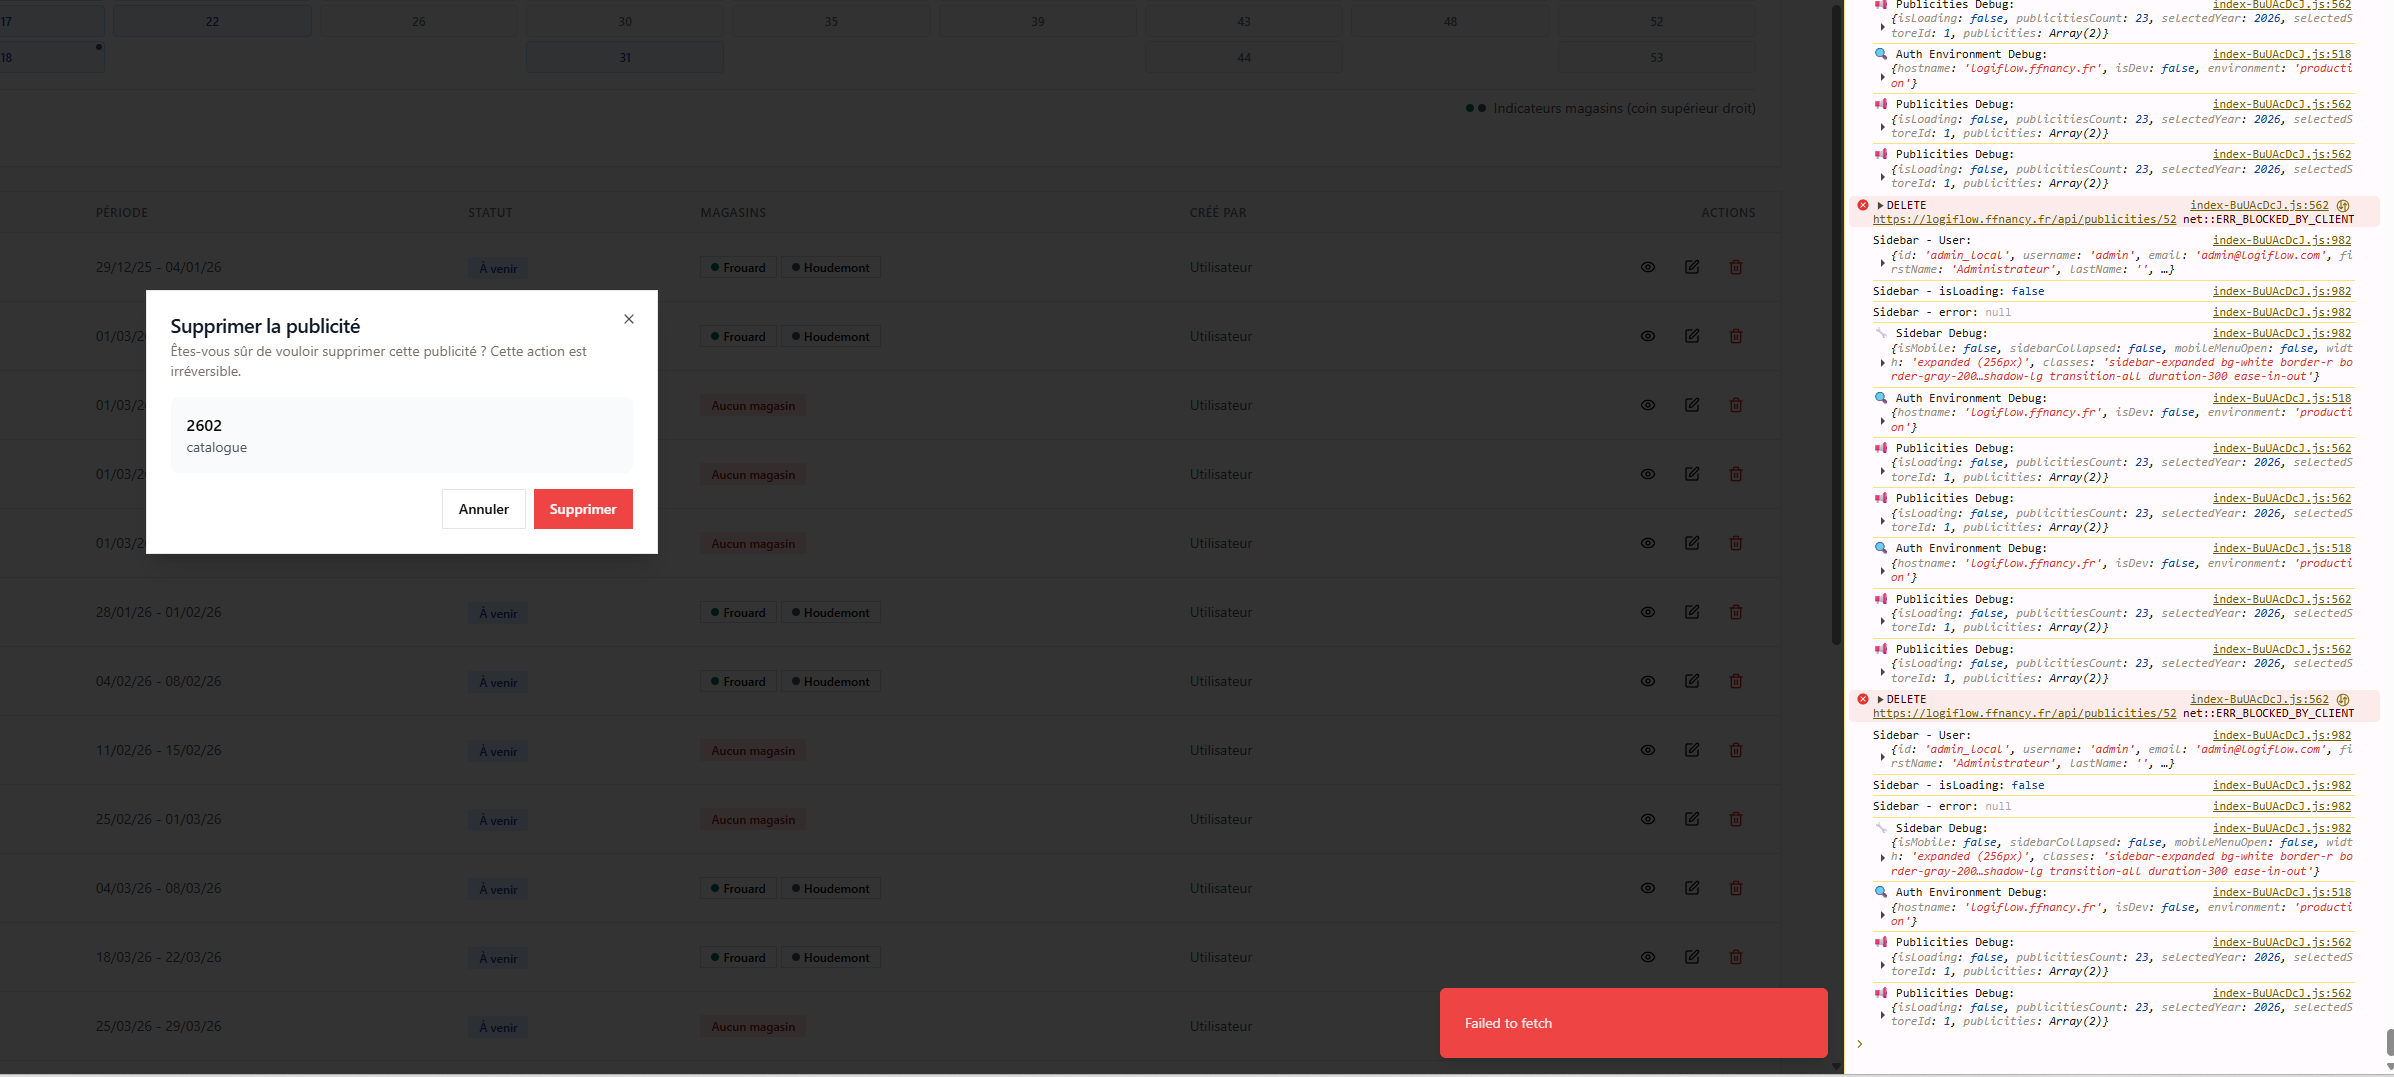 17 22 26 30 35 39 43 48 52
18 31 44 53
Indicateurs magasins (coin supérieur droit)
PÉRIODE STATUT MAGASINS CRÉÉ PAR ACTIONS
29/12/25 - 04/01/26 À venir Frouard Houdemont Utilisateur
01/03/2 Frouard Houdemont Utilisateur
01/03/2 Aucun magasin Utilisateur
01/03/2 Aucun magasin Utilisateur
01/03/2 Aucun magasin Utilisateur
28/01/26 - 01/02/26 À venir Frouard Houdemont Utilisateur
04/02/26 - 08/02/26 À venir Frouard Houdemont Utilisateur
11/02/26 - 15/02/26 À venir Aucun magasin Utilisateur
25/02/26 - 01/03/26 À venir Aucun magasin Utilisateur
04/03/26 - 08/03/26 À venir Frouard Houdemont Utilisateur
18/03/26 - 22/03/26 À venir Frouard Houdemont Utilisateur
25/03/26 - 29/03/26 À venir Aucun magasin Utilisateur
Supprimer la publicité
Êtes-vous sûr de vouloir supprimer cette publicité ? Cette action est
irréversible.
2602
catalogue
Annuler Supprimer
Failed to fetch
Publicities Debug: index-BuUAcDcJ.js:562
{isLoading: false, publicitiesCount: 23, selectedYear: 2026, selectedS
toreId: 1, publicities: Array(2)}
Auth Environment Debug: index-BuUAcDcJ.js:518
{hostname: 'logiflow.ffnancy.fr', isDev: false, environment: 'producti
on'}
Publicities Debug: index-BuUAcDcJ.js:562
{isLoading: false, publicitiesCount: 23, selectedYear: 2026, selectedS
toreId: 1, publicities: Array(2)}
Publicities Debug: index-BuUAcDcJ.js:562
{isLoading: false, publicitiesCount: 23, selectedYear: 2026, selectedS
toreId: 1, publicities: Array(2)}
DELETE index-BuUAcDcJ.js:562
https://logiflow.ffnancy.fr/api/publicities/52 net::ERR_BLOCKED_BY_CLIENT
Sidebar - User: index-BuUAcDcJ.js:982
{id: 'admin_local', username: 'admin', email: 'admin@logiflow.com', fi
rstName: 'Administrateur', lastName: '', …}
Sidebar - isLoading: false index-BuUAcDcJ.js:982
Sidebar - error: null index-BuUAcDcJ.js:982
Sidebar Debug: index-BuUAcDcJ.js:982
{isMobile: false, sidebarCollapsed: false, mobileMenuOpen: false, widt
h: 'expanded (256px)', classes: 'sidebar-expanded bg-white border-r bo
rder-gray-200…shadow-lg transition-all duration-300 ease-in-out'}
Auth Environment Debug: index-BuUAcDcJ.js:518
{hostname: 'logiflow.ffnancy.fr', isDev: false, environment: 'producti
on'}
Publicities Debug: index-BuUAcDcJ.js:562
{isLoading: false, publicitiesCount: 23, selectedYear: 2026, selectedS
toreId: 1, publicities: Array(2)}
Publicities Debug: index-BuUAcDcJ.js:562
{isLoading: false, publicitiesCount: 23, selectedYear: 2026, selectedS
toreId: 1, publicities: Array(2)}
Auth Environment Debug: index-BuUAcDcJ.js:518
{hostname: 'logiflow.ffnancy.fr', isDev: false, environment: 'producti
on'}
Publicities Debug: index-BuUAcDcJ.js:562
{isLoading: false, publicitiesCount: 23, selectedYear: 2026, selectedS
toreId: 1, publicities: Array(2)}
Publicities Debug: index-BuUAcDcJ.js:562
{isLoading: false, publicitiesCount: 23, selectedYear: 2026, selectedS
toreId: 1, publicities: Array(2)}
DELETE index-BuUAcDcJ.js:562
https://logiflow.ffnancy.fr/api/publicities/52 net::ERR_BLOCKED_BY_CLIENT
Sidebar - User: index-BuUAcDcJ.js:982
{id: 'admin_local', username: 'admin', email: 'admin@logiflow.com', fi
rstName: 'Administrateur', lastName: '', …}
Sidebar - isLoading: false index-BuUAcDcJ.js:982
Sidebar - error: null index-BuUAcDcJ.js:982
Sidebar Debug: index-BuUAcDcJ.js:982
{isMobile: false, sidebarCollapsed: false, mobileMenuOpen: false, widt
h: 'expanded (256px)', classes: 'sidebar-expanded bg-white border-r bo
rder-gray-200…shadow-lg transition-all duration-300 ease-in-out'}
Auth Environment Debug: index-BuUAcDcJ.js:518
{hostname: 'logiflow.ffnancy.fr', isDev: false, environment: 'producti
on'}
Publicities Debug: index-BuUAcDcJ.js:562
{isLoading: false, publicitiesCount: 23, selectedYear: 2026, selectedS
toreId: 1, publicities: Array(2)}
Publicities Debug: index-BuUAcDcJ.js:562
{isLoading: false, publicitiesCount: 23, selectedYear: 2026, selectedS
toreId: 1, publicities: Array(2)}